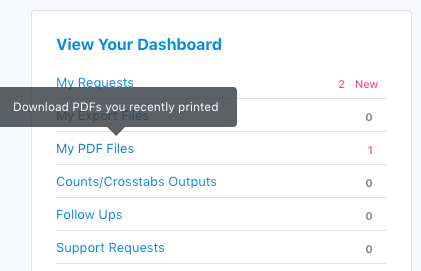 View Your Dashboard
My Requests 2 New
Download PDFs you recently printed
My Export Files 0
My PDF Files 1
Counts/Crosstabs Outputs 0
Follow Ups 0
Support Requests 0